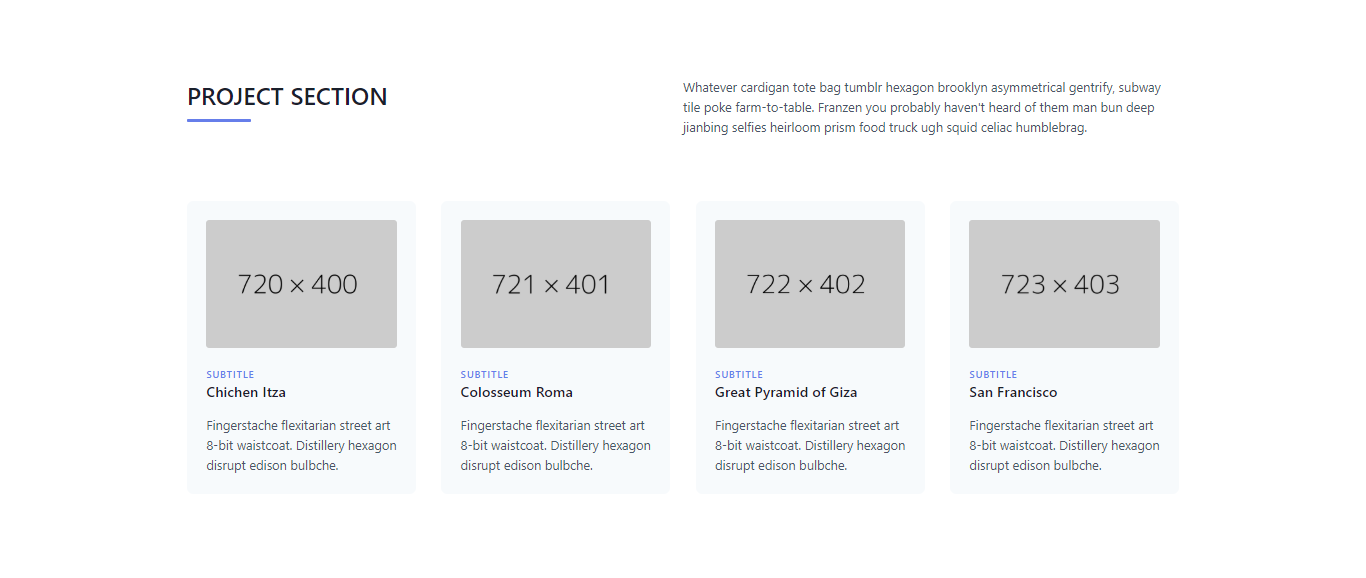 PROJECT SECTION
Whatever cardigan tote bag tumblr hexagon brooklyn asymmetrical gentrify, subway
tile poke farm-to-table. Franzen you probably haven't heard of them man bun deep
jianbing selfies heirloom prism food truck ugh squid celiac humblebrag.
720 × 400
SUBTITLE
Chichen Itza
Fingerstache flexitarian street art
8-bit waistcoat. Distillery hexagon
disrupt edison bulbche.
721 × 401
SUBTITLE
Colosseum Roma
Fingerstache flexitarian street art
8-bit waistcoat. Distillery hexagon
disrupt edison bulbche.
722 × 402
SUBTITLE
Great Pyramid of Giza
Fingerstache flexitarian street art
8-bit waistcoat. Distillery hexagon
disrupt edison bulbche.
723 × 403
SUBTITLE
San Francisco
Fingerstache flexitarian street art
8-bit waistcoat. Distillery hexagon
disrupt edison bulbche.